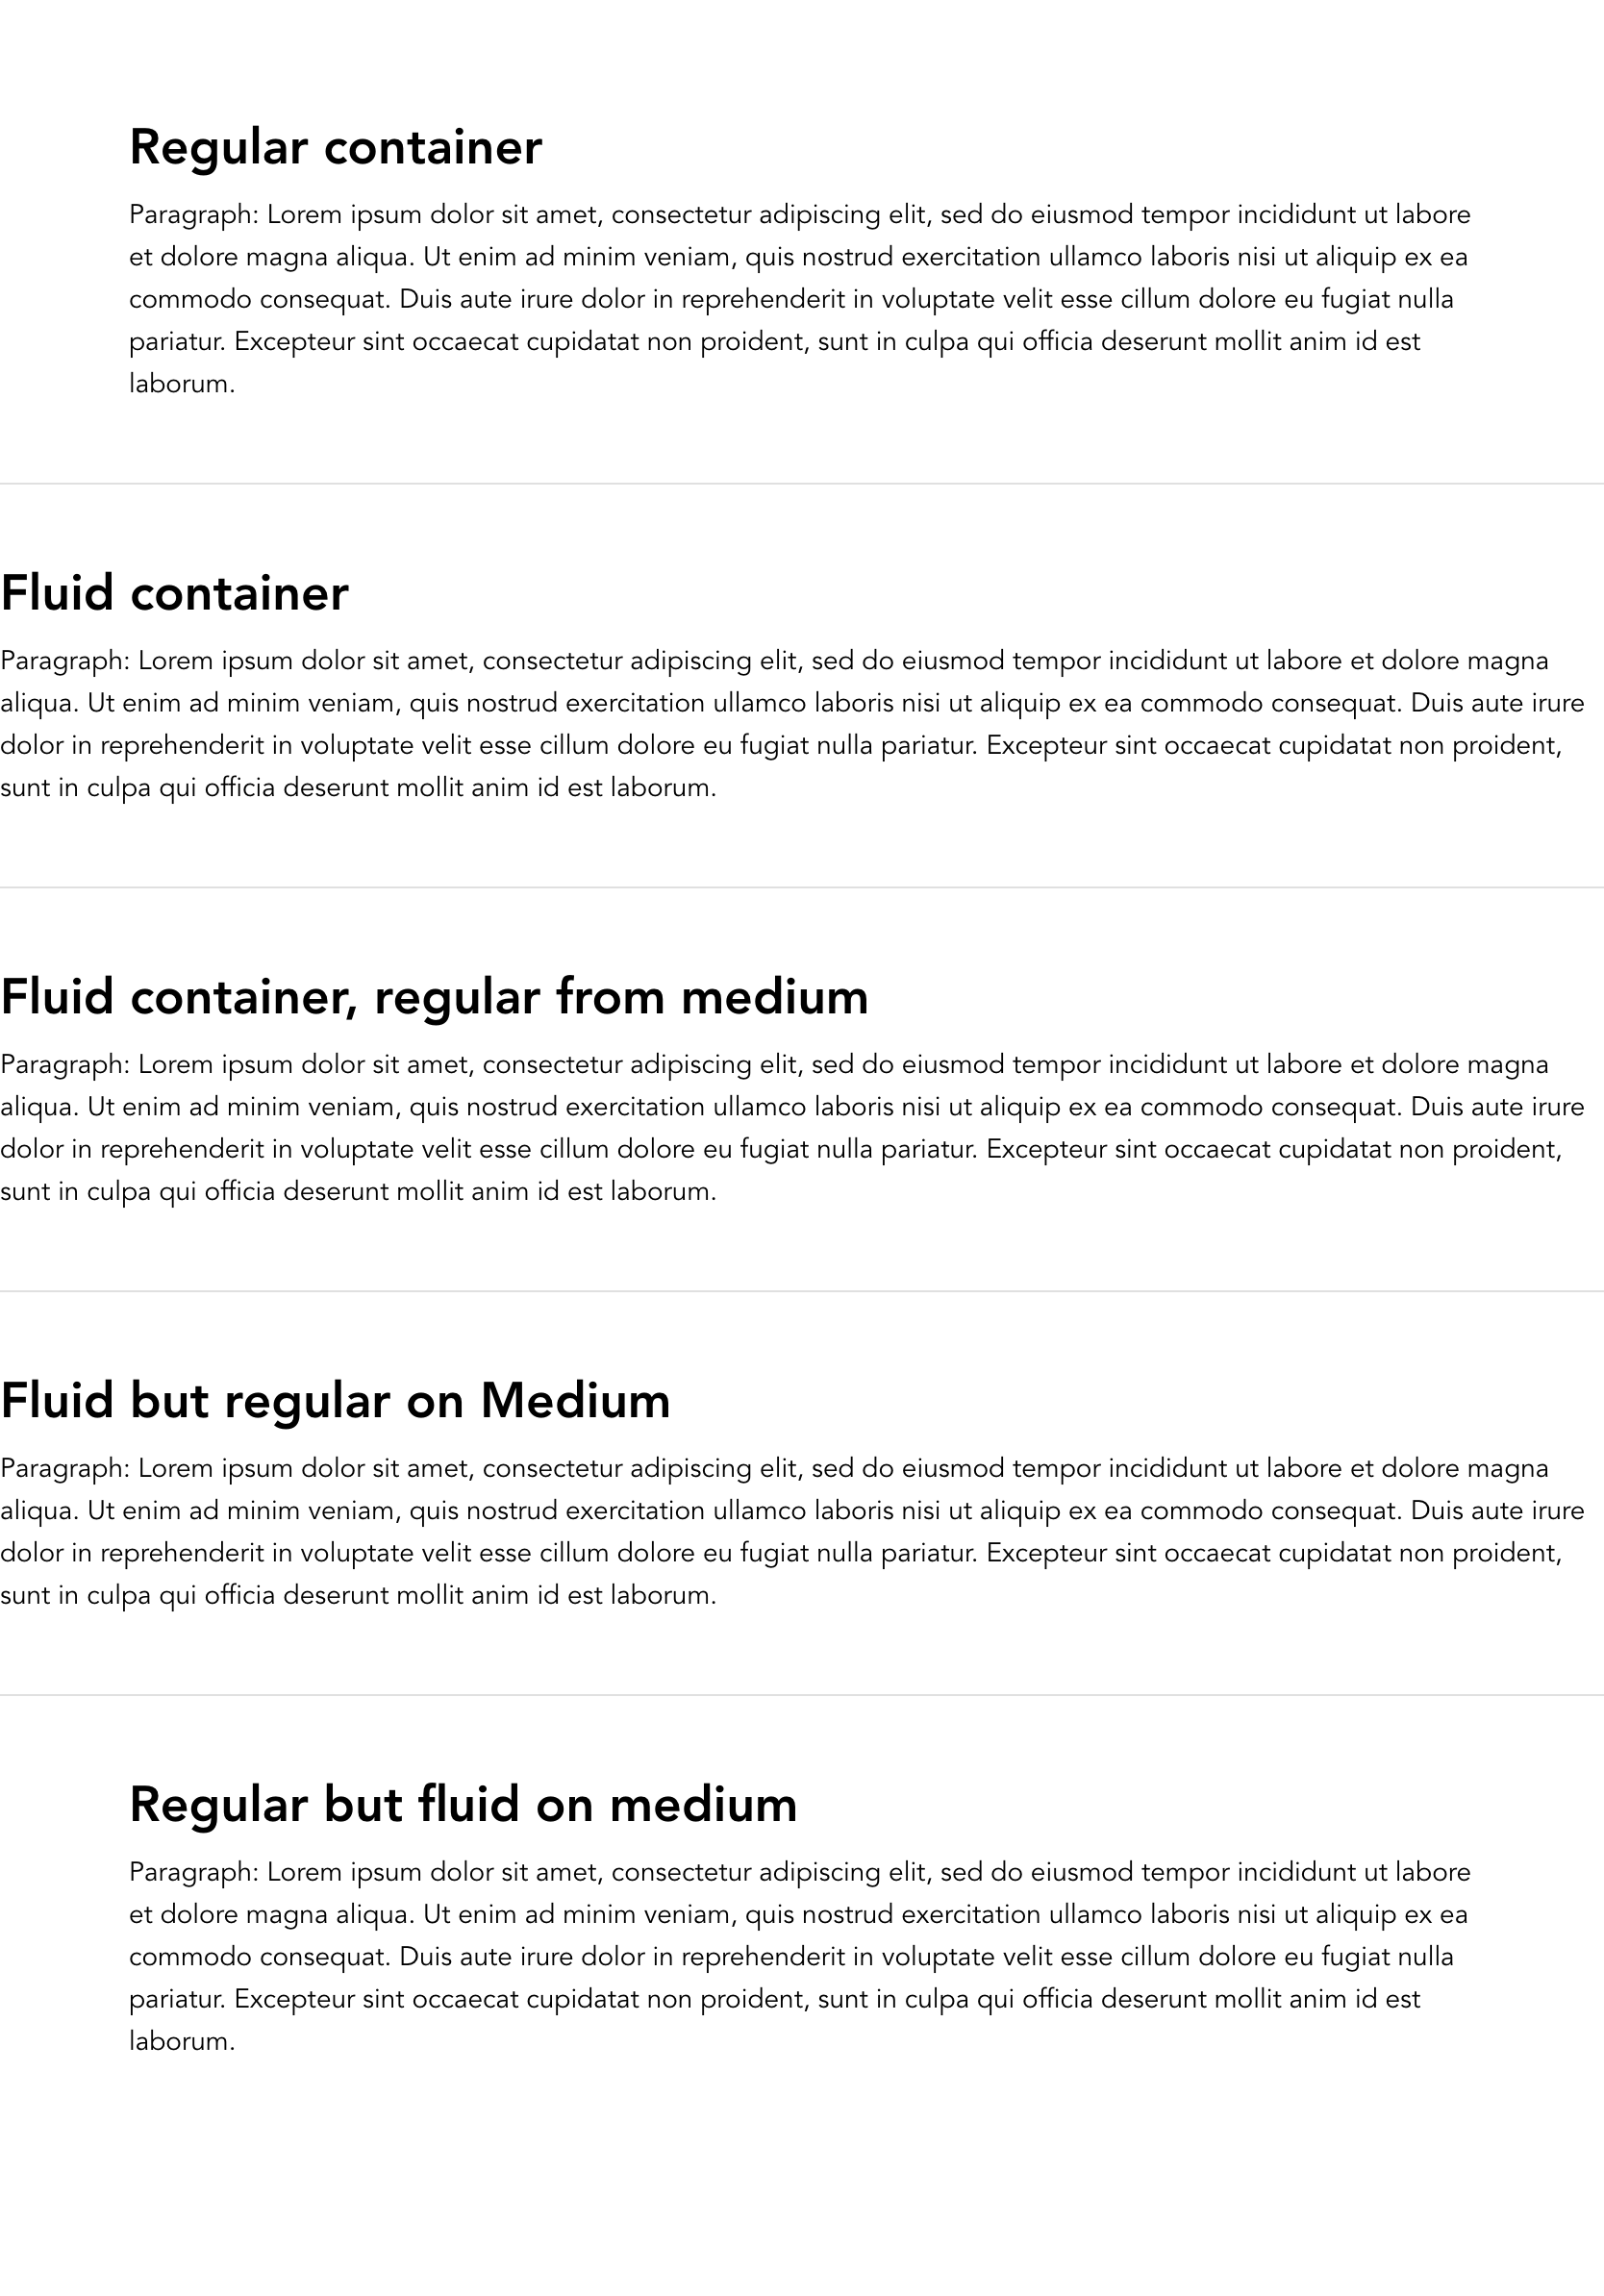 Regular container
Paragraph: Lorem ipsum dolor sit amet, consectetur adipiscing elit, sed do eiusmod tempor incididunt ut labore
et dolore magna aliqua. Ut enim ad minim veniam, quis nostrud exercitation ullamco laboris nisi ut aliquip ex ea
commodo consequat. Duis aute irure dolor in reprehenderit in voluptate velit esse cillum dolore eu fugiat nulla
pariatur. Excepteur sint occaecat cupidatat non proident, sunt in culpa qui officia deserunt mollit anim id est
laborum.
Fluid container
Paragraph: Lorem ipsum dolor sit amet, consectetur adipiscing elit, sed do eiusmod tempor incididunt ut labore et dolore magna
aliqua. Ut enim ad minim veniam, quis nostrud exercitation ullamco laboris nisi ut aliquip ex ea commodo consequat. Duis aute irure
dolor in reprehenderit in voluptate velit esse cillum dolore eu fugiat nulla pariatur. Excepteur sint occaecat cupidatat non proident,
sunt in culpa qui officia deserunt mollit anim id est laborum.
Fluid container, regular from medium
Paragraph: Lorem ipsum dolor sit amet, consectetur adipiscing elit, sed do eiusmod tempor incididunt ut labore et dolore magna
aliqua. Ut enim ad minim veniam, quis nostrud exercitation ullamco laboris nisi ut aliquip ex ea commodo consequat. Duis aute irure
dolor in reprehenderit in voluptate velit esse cillum dolore eu fugiat nulla pariatur. Excepteur sint occaecat cupidatat non proident,
sunt in culpa qui officia deserunt mollit anim id est laborum.
Fluid but regular on Medium
Paragraph: Lorem ipsum dolor sit amet, consectetur adipiscing elit, sed do eiusmod tempor incididunt ut labore et dolore magna
aliqua. Ut enim ad minim veniam, quis nostrud exercitation ullamco laboris nisi ut aliquip ex ea commodo consequat. Duis aute irure
dolor in reprehenderit in voluptate velit esse cillum dolore eu fugiat nulla pariatur. Excepteur sint occaecat cupidatat non proident,
sunt in culpa qui officia deserunt mollit anim id est laborum.
Regular but fluid on medium
Paragraph: Lorem ipsum dolor sit amet, consectetur adipiscing elit, sed do eiusmod tempor incididunt ut labore
et dolore magna aliqua. Ut enim ad minim veniam, quis nostrud exercitation ullamco laboris nisi ut aliquip ex ea
commodo consequat. Duis aute irure dolor in reprehenderit in voluptate velit esse cillum dolore eu fugiat nulla
pariatur. Excepteur sint occaecat cupidatat non proident, sunt in culpa qui officia deserunt mollit anim id est
laborum.